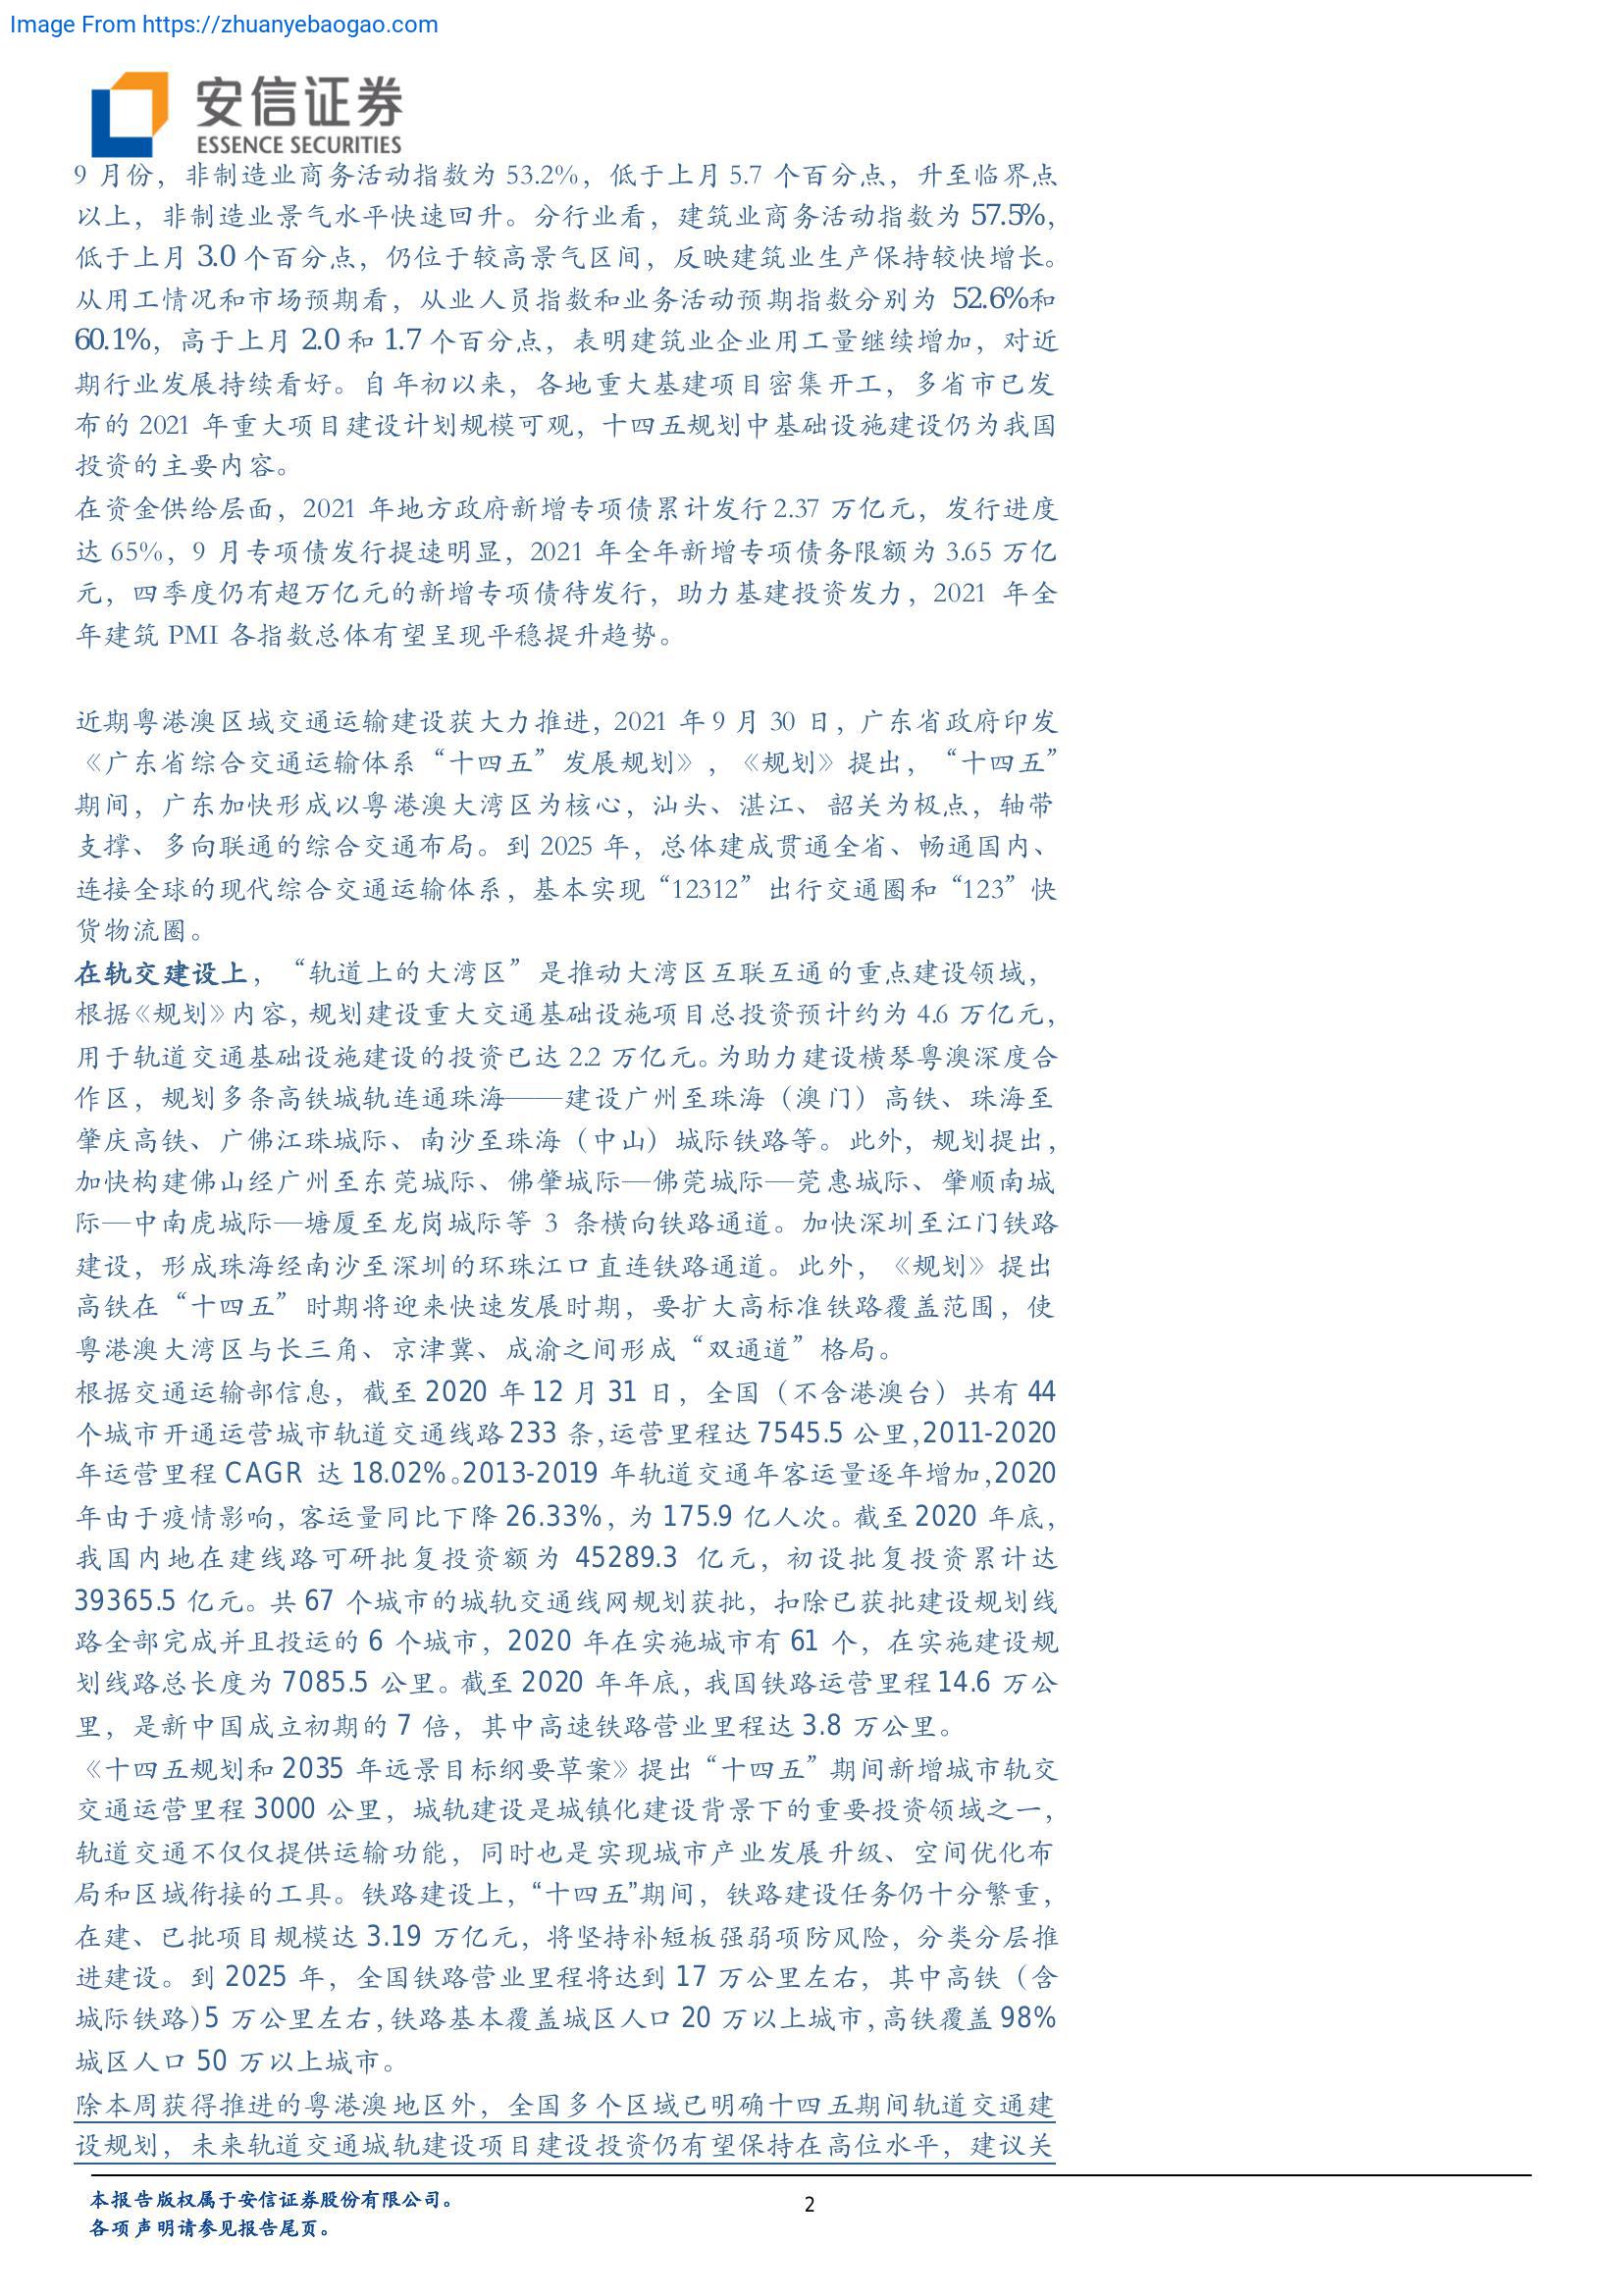 Image From https://zhuanyebaogao.com
安信证券
ESSENCE SECURITIES
9 月份，非制造业商务活动指数为 53.2%，低于上月 5.7 个百分点，升至临界点
以上，非制造业景气水平快速回升。分行业看，建筑业商务活动指数为 57.5%，
低于上月 3.0 个百分点，仍位于较高景气区间，反映建筑业生产保持较快增长。
从用工情况和市场预期看，从业人员指数和业务活动预期指数分别为 52.6%和
60.1%，高于上月 2.0 和 1.7 个百分点，表明建筑业企业用工量继续增加，对近
期行业发展持续看好。自年初以来，各地重大基建项目密集开工，多省市已发
布的 2021 年重大项目建设计划规模可观，十四五规划中基础设施建设仍为我国
投资的主要内容。
在资金供给层面，2021 年地方政府新增专项债累计发行 2.37 万亿元，发行进度
达 65%，9 月专项债发行提速明显，2021 年全年新增专项债务限额为 3.65 万亿
元，四季度仍有超万亿元的新增专项债待发行，助力基建投资发力，2021 年全
年建筑 PMI 各指数总体有望呈现平稳提升趋势。
近期粤港澳区域交通运输建设获大力推进，2021 年 9 月 30 日，广东省政府印发
《广东省综合交通运输体系“十四五”发展规划》，《规划》提出，“十四五”
期间，广东加快形成以粤港澳大湾区为核心，汕头、湛江、韶关为极点，轴带
支撑、多向联通的综合交通布局。到 2025 年，总体建成贯通全省、畅通国内、
连接全球的现代综合交通运输体系，基本实现“12312”出行交通圈和“123”快
货物流圈。
在轨交建设上，“轨道上的大湾区”是推动大湾区互联互通的重点建设领域，
根据《规划》内容，规划建设重大交通基础设施项目总投资预计约为 4.6 万亿元，
用于轨道交通基础设施建设的投资已达 2.2 万亿元。为助力建设横琴粤澳深度合
作区，规划多条高铁城轨连通珠海——建设广州至珠海（澳门）高铁、珠海至
肇庆高铁、广佛江珠城际、南沙至珠海（中山）城际铁路等。此外，规划提出，
加快构建佛山经广州至东莞城际、佛肇城际—佛莞城际—莞惠城际、肇顺南城
际—中南虎城际—塘厦至龙岗城际等 3 条横向铁路通道。加快深圳至江门铁路
建设，形成珠海经南沙至深圳的环珠江口直连铁路通道。此外，《规划》提出
高铁在“十四五”时期将迎来快速发展时期，要扩大高标准铁路覆盖范围，使
粤港澳大湾区与长三角、京津冀、成渝之间形成“双通道”格局。
根据交通运输部信息，截至 2020 年 12 月 31 日，全国（不含港澳台）共有 44
个城市开通运营城市轨道交通线路 233 条，运营里程达 7545.5 公里，2011-2020
年运营里程 CAGR 达 18.02%。2013-2019 年轨道交通年客运量逐年增加，2020
年由于疫情影响，客运量同比下降 26.33%，为 175.9 亿人次。截至 2020 年底，
我国内地在建线路可研批复投资额为 45289.3 亿元，初设批复投资累计达
39365.5 亿元。共 67 个城市的城轨交通线网规划获批，扣除已获批建设规划线
路全部完成并且投运的 6 个城市，2020 年在实施城市有 61 个，在实施建设规
划线路总长度为 7085.5 公里。截至 2020 年年底，我国铁路运营里程 14.6 万公
里，是新中国成立初期的 7 倍，其中高速铁路营业里程达 3.8 万公里。
《十四五规划和 2035 年远景目标纲要草案》提出“十四五”期间新增城市轨交
交通运营里程 3000 公里，城轨建设是城镇化建设背景下的重要投资领域之一，
轨道交通不仅仅提供运输功能，同时也是实现城市产业发展升级、空间优化布
局和区域衔接的工具。铁路建设上，“十四五”期间，铁路建设任务仍十分繁重，
在建、已批项目规模达 3.19 万亿元，将坚持补短板强弱项防风险，分类分层推
进建设。到 2025 年，全国铁路营业里程将达到 17 万公里左右，其中高铁（含
城际铁路）5 万公里左右，铁路基本覆盖城区人口 20 万以上城市，高铁覆盖 98%
城区人口 50 万以上城市。
除本周获得推进的粤港澳地区外，全国多个区域已明确十四五期间轨道交通建
设规划，未来轨道交通城轨建设项目建设投资仍有望保持在高位水平，建议关
本报告版权属于安信证券股份有限公司。
2
各项声明请参见报告尾页。